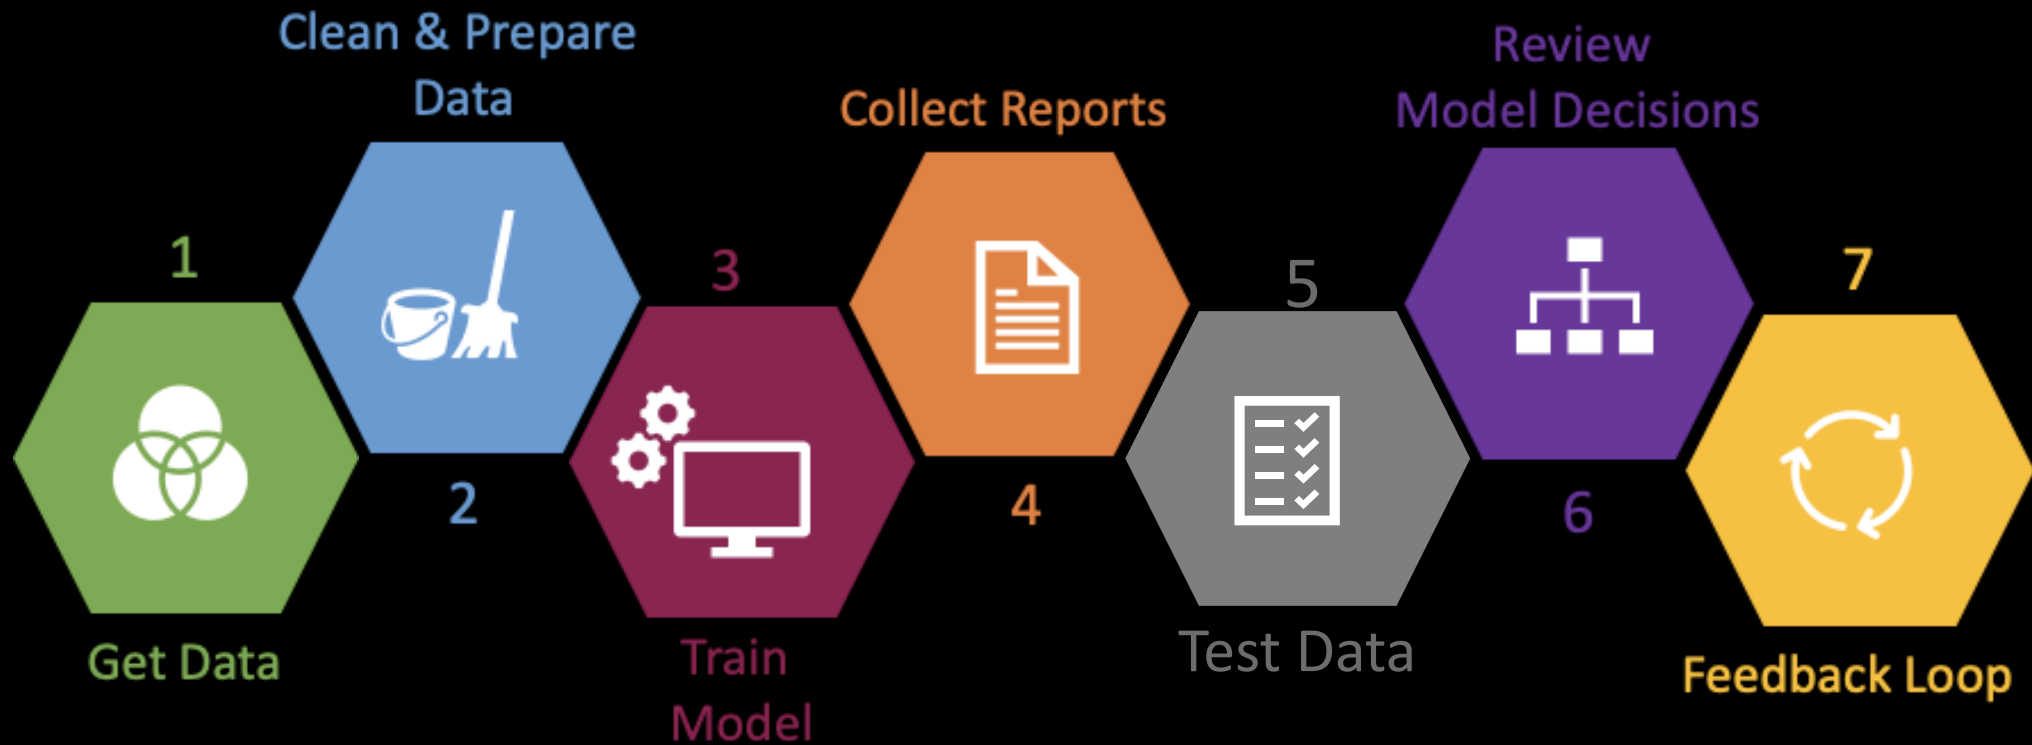 1
Get Data
Clean & Prepare
Data
2
3
Train
Model
Collect Reports
4
5
Test Data
Review
Model Decisions
6
7
Feedback Loop